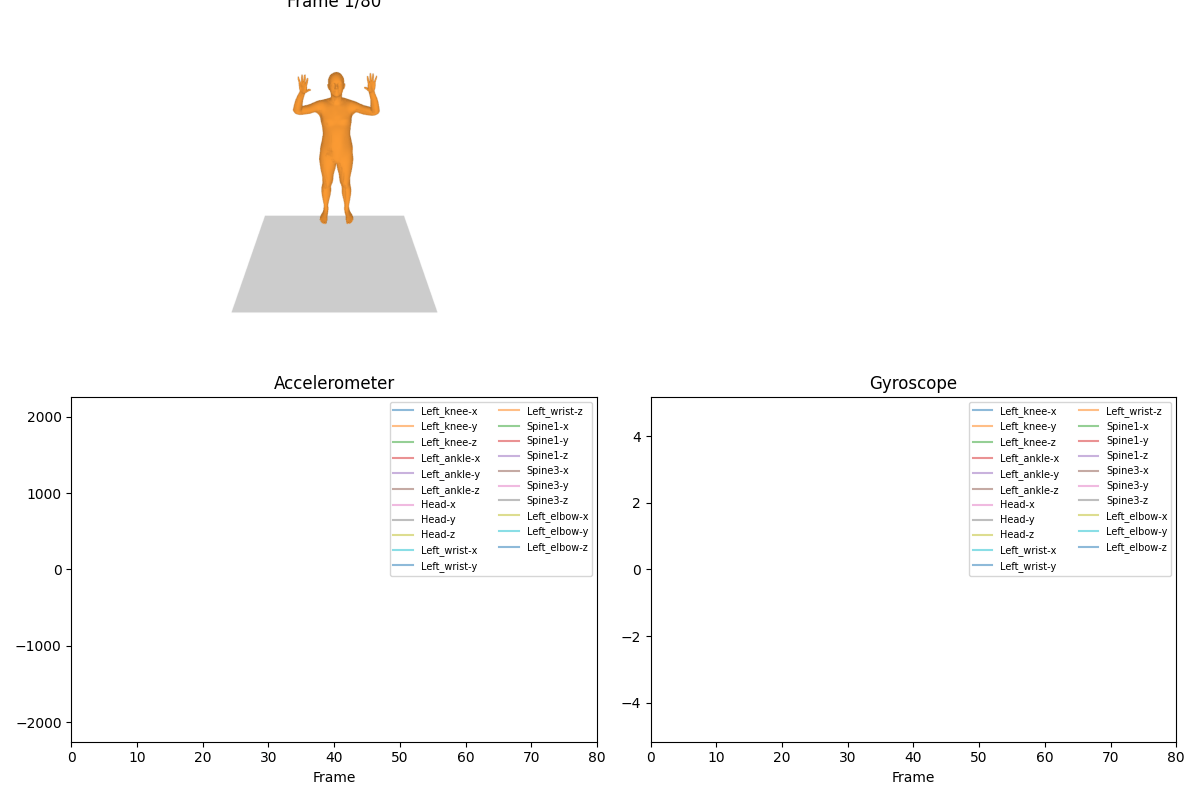 Frame 1/80
Accelerometer
2000
1000
0
−1000
−2000
0 10 20 30 40 50 60 70 80
Frame
Left_knee-x
Left_knee-y
Left_knee-z
Left_ankle-x
Left_ankle-y
Left_ankle-z
Head-x
Head-y
Head-z
Left_wrist-x
Left_wrist-y
Left_wrist-z
Spine1-x
Spine1-y
Spine1-z
Spine3-x
Spine3-y
Spine3-z
Left_elbow-x
Left_elbow-y
Left_elbow-z
Gyroscope
4
2
0
−2
−4
0 10 20 30 40 50 60 70 80
Frame
Left_knee-x
Left_knee-y
Left_knee-z
Left_ankle-x
Left_ankle-y
Left_ankle-z
Head-x
Head-y
Head-z
Left_wrist-x
Left_wrist-y
Left_wrist-z
Spine1-x
Spine1-y
Spine1-z
Spine3-x
Spine3-y
Spine3-z
Left_elbow-x
Left_elbow-y
Left_elbow-z